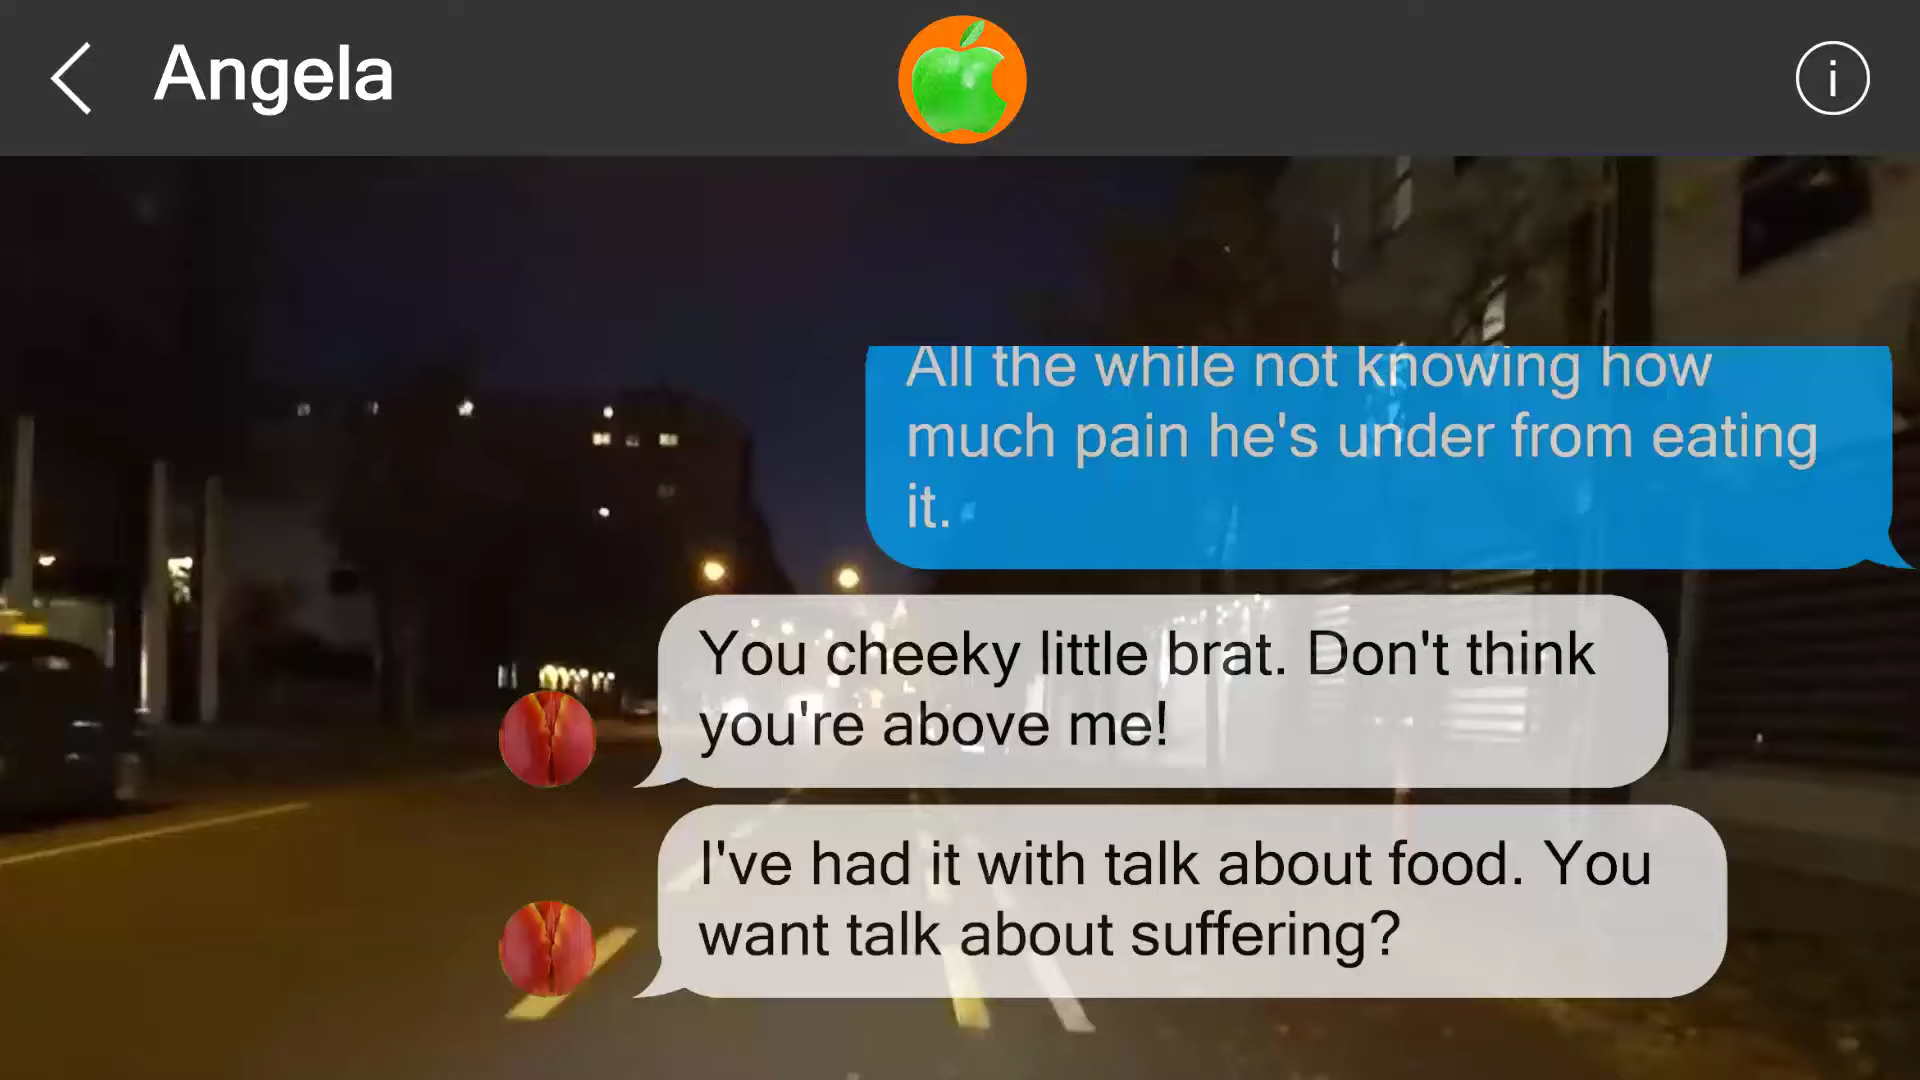 Angela
i
All the while not knowing how
much pain he's under from eating
it.
You cheeky little brat. Don't think
you're above me!
I've had it with talk about food. You
want talk about suffering?